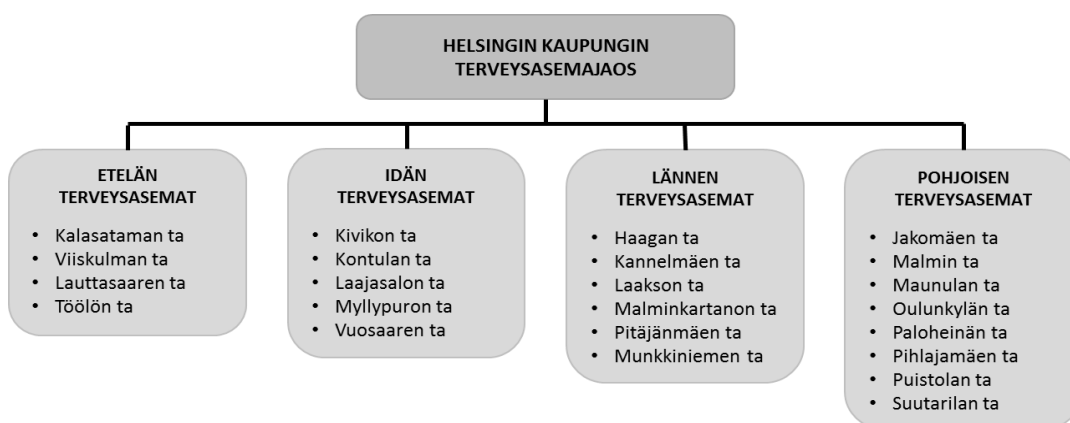 HELSINGIN KAUPUNGIN
TERVEYSASEMAJAOS
ETELÄN
TERVEYSASEMAT
• Kalasataman ta
• Viiskulman ta
• Lauttasaaren ta
• Töölön ta
IDÄN
TERVEYSASEMAT
• Kivikon ta
• Kontulan ta
• Laajasalon ta
• Myllypuron ta
• Vuosaaren ta
LÄNNEN
TERVEYSASEMAT
• Haagan ta
• Kannelmäen ta
• Laakson ta
• Malminkartanon ta
• Pitäjänmäen ta
• Munkkiniemen ta
POHJOISEN
TERVEYSASEMAT
• Jakomäen ta
• Malmin ta
• Maunulan ta
• Oulunkylän ta
• Paloheinän ta
• Pihlajamäen ta
• Puistolan ta
• Suutarilan ta